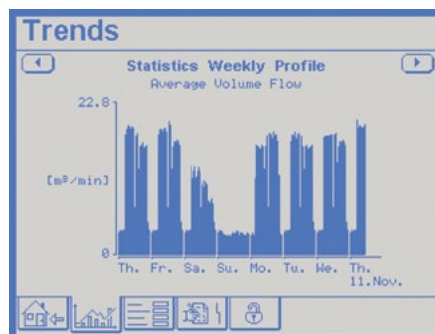 Trends
Statistics Weekly Profile
Average Volume Flow
22.8
[m³/min]
0
Th. Fr. Sa. Su. Mo. Tu. We. Th.
11.Nov.